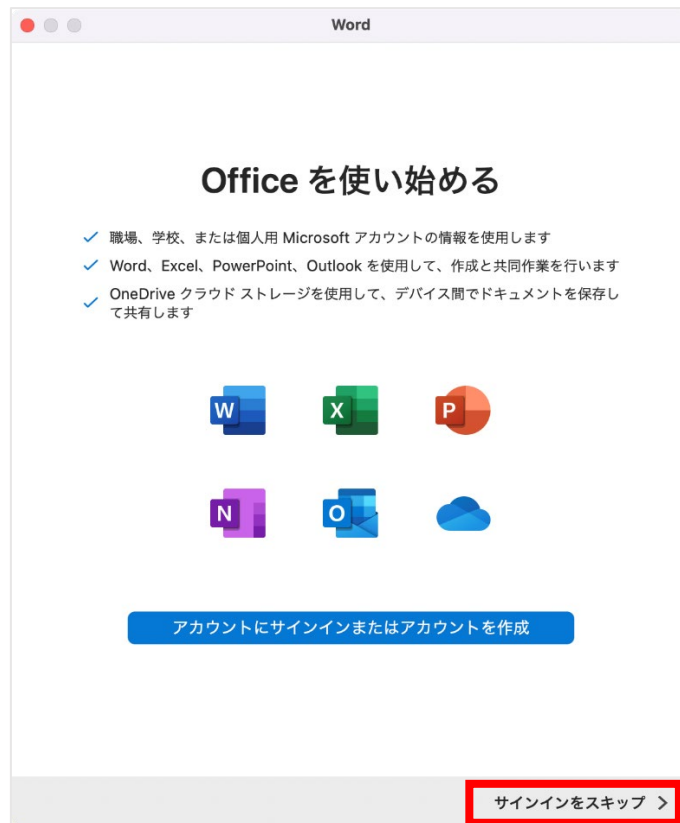 Word
Office を使い始める
職場、学校、または個人用 Microsoft アカウントの情報を使用します
Word、Excel、PowerPoint、Outlook を使用して、作成と共同作業を行います
OneDrive クラウド ストレージを使用して、デバイス間でドキュメントを保存し
て共有します
W X P
N O
アカウントにサインインまたはアカウントを作成
サインインをスキップ